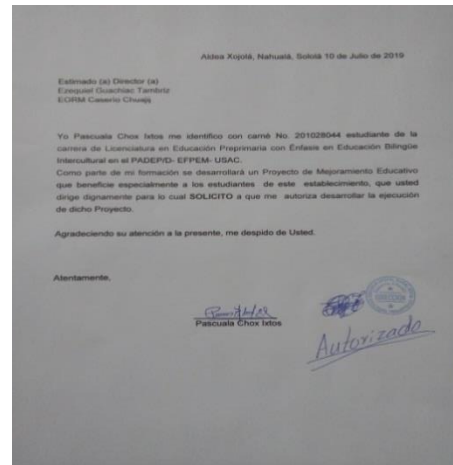 Aldea Xojolá, Nahualá, Sololá 10 de Julio de 2019
Estimado (a) Director (a)
Ezequiel Guachiac Tambriz
EORM Caserío Chuajij
Yo Pascuala Chox Ixtos me identifico con carné No. 201028044 estudiante de la
carrera de Licenciatura en Educación Preprimaria con Énfasis en Educación Bilingüe
Intercultural en el PADEP/D- EFPEM- USAC.
Como parte de mi formación se desarrollará un Proyecto de Mejoramiento Educativo
que beneficie especialmente a los estudiantes de este establecimiento, que usted
dirige dignamente para lo cual SOLICITO a que me autoriza desarrollar la ejecución
de dicho Proyecto.
Agradeciendo su atención a la presente, me despido de Usted.
Atentamente,
Pascuala Chox Ixtos
DIRECCION
Autorizado